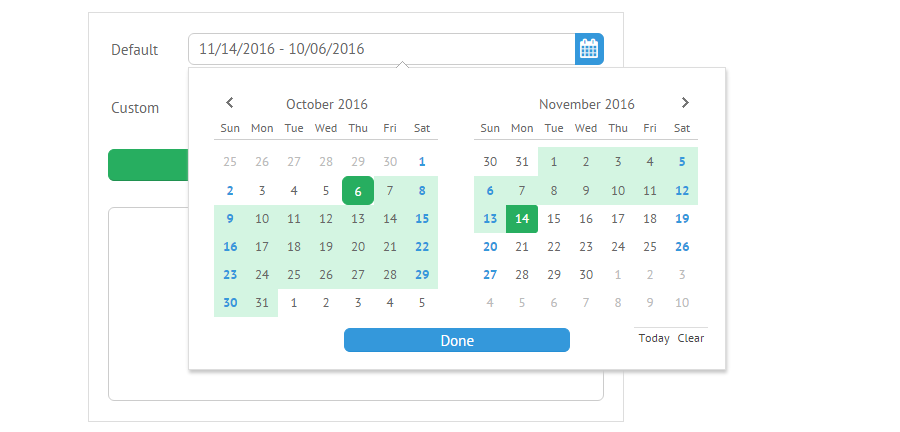 Default 11/14/2016 - 10/06/2016
Custom
October 2016
Sun Mon Tue Wed Thu Fri Sat
25 26 27 28 29 30 1
2 3 4 5 6 7 8
9 10 11 12 13 14 15
16 17 18 19 20 21 22
23 24 25 26 27 28 29
30 31 1 2 3 4 5
November 2016
Sun Mon Tue Wed Thu Fri Sat
30 31 1 2 3 4 5
6 7 8 9 10 11 12
13 14 15 16 17 18 19
20 21 22 23 24 25 26
27 28 29 30 1 2 3
4 5 6 7 8 9 10
Done
Today Clear